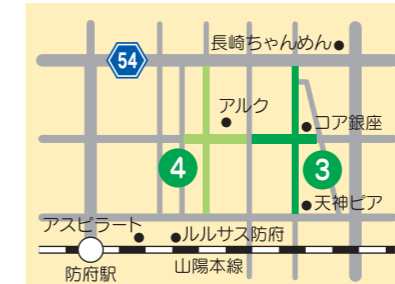 長崎ちゃんめん
54
アルク
コア銀座
4
3
天神ピア
アスピラート
ルルサス防府
防府駅
山陽本線